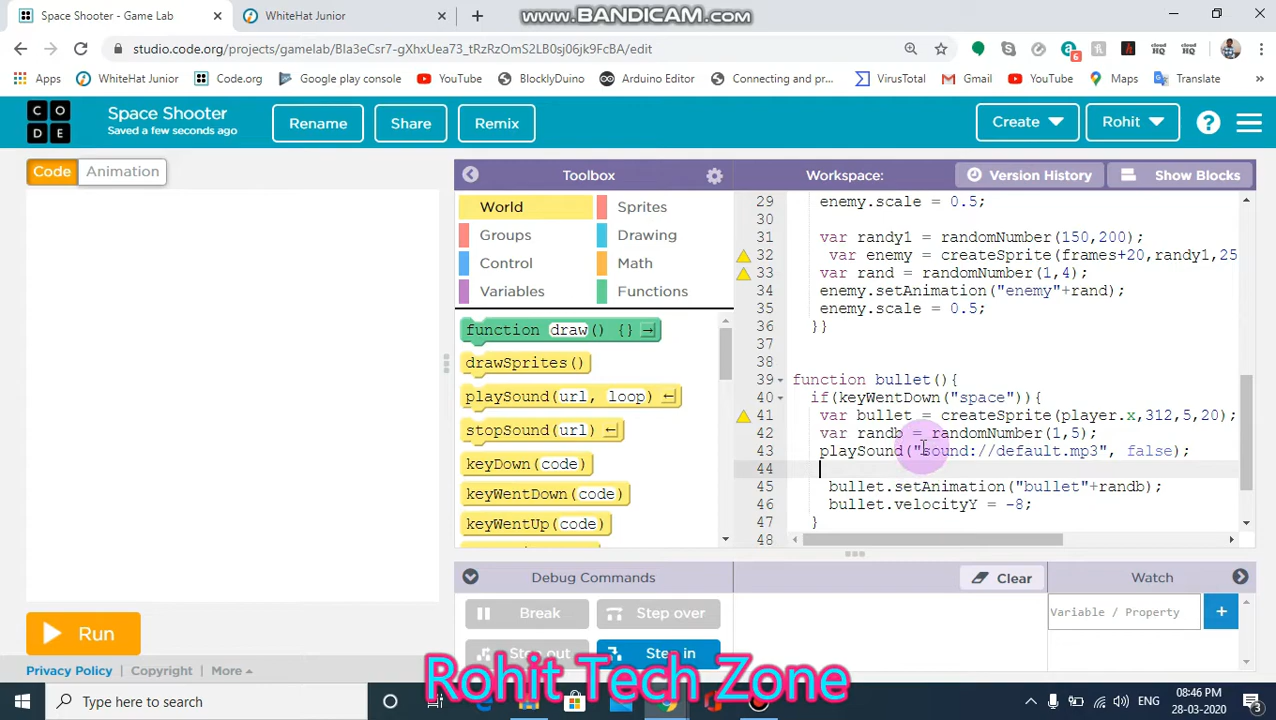 Space Shooter - Game Lab
WhiteHat Junior
www.BANDICAM.com
studio.code.org/projects/gamelab/BIa3eCsr7-gXhxUea73_tRzRzOmS2LB0sj06jk9FcBA/edit
Apps
WhiteHat Junior
Code.org
Google play console
YouTube
BlocklyDuino
Arduino Editor
Connecting and pro...
VirusTotal
Gmail
YouTube
Maps
Translate
CODE
Space Shooter
Saved a few seconds ago
Rename
Share
Remix
Create
Rohit
?
Code
Animation
Toolbox
Workspace:
Version History
Show Blocks
World
Sprites
Groups
Drawing
Control
Math
Variables
Functions
function draw() {}
drawSprites()
playSound(url, loop)
stopSound(url)
keyDown(code)
keyWentDown(code)
keyWentUp(code)
29 enemy.scale = 0.5;
30
31 var randy1 = randomNumber(150,200);
32 var enemy = createSprite(frames+20,randy1,25
33 var rand = randomNumber(1,4);
34 enemy.setAnimation("enemy"+rand);
35 enemy.scale = 0.5;
36 }}
37
38
39 function bullet(){
40 if(keyWentDown("space")){
41 var bullet = createSprite(player.x,312,5,20);
42 var randb = randomNumber(1,5);
43 playSound("sound://default.mp3", false);
44
45 bullet.setAnimation("bullet"+randb);
46 bullet.velocityY = -8;
47 }
48
Debug Commands
Clear
Watch
Break
Step over
Step out
Step in
Variable / Property
Run
Privacy Policy
Copyright
More
Rohit Tech Zone
Type here to search
ENG
08:46 PM
28-03-2020
3